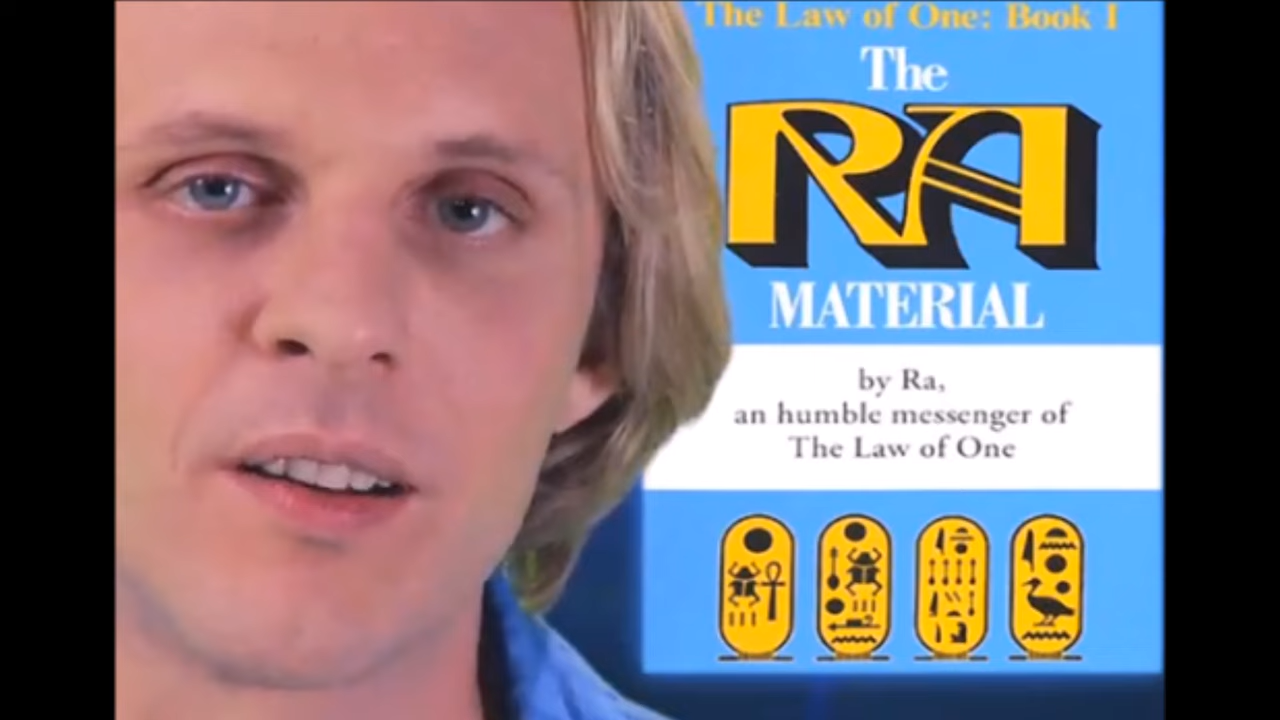 The Law of One: Book I
The
RA
MATERIAL
by Ra,
an humble messenger of
The Law of One